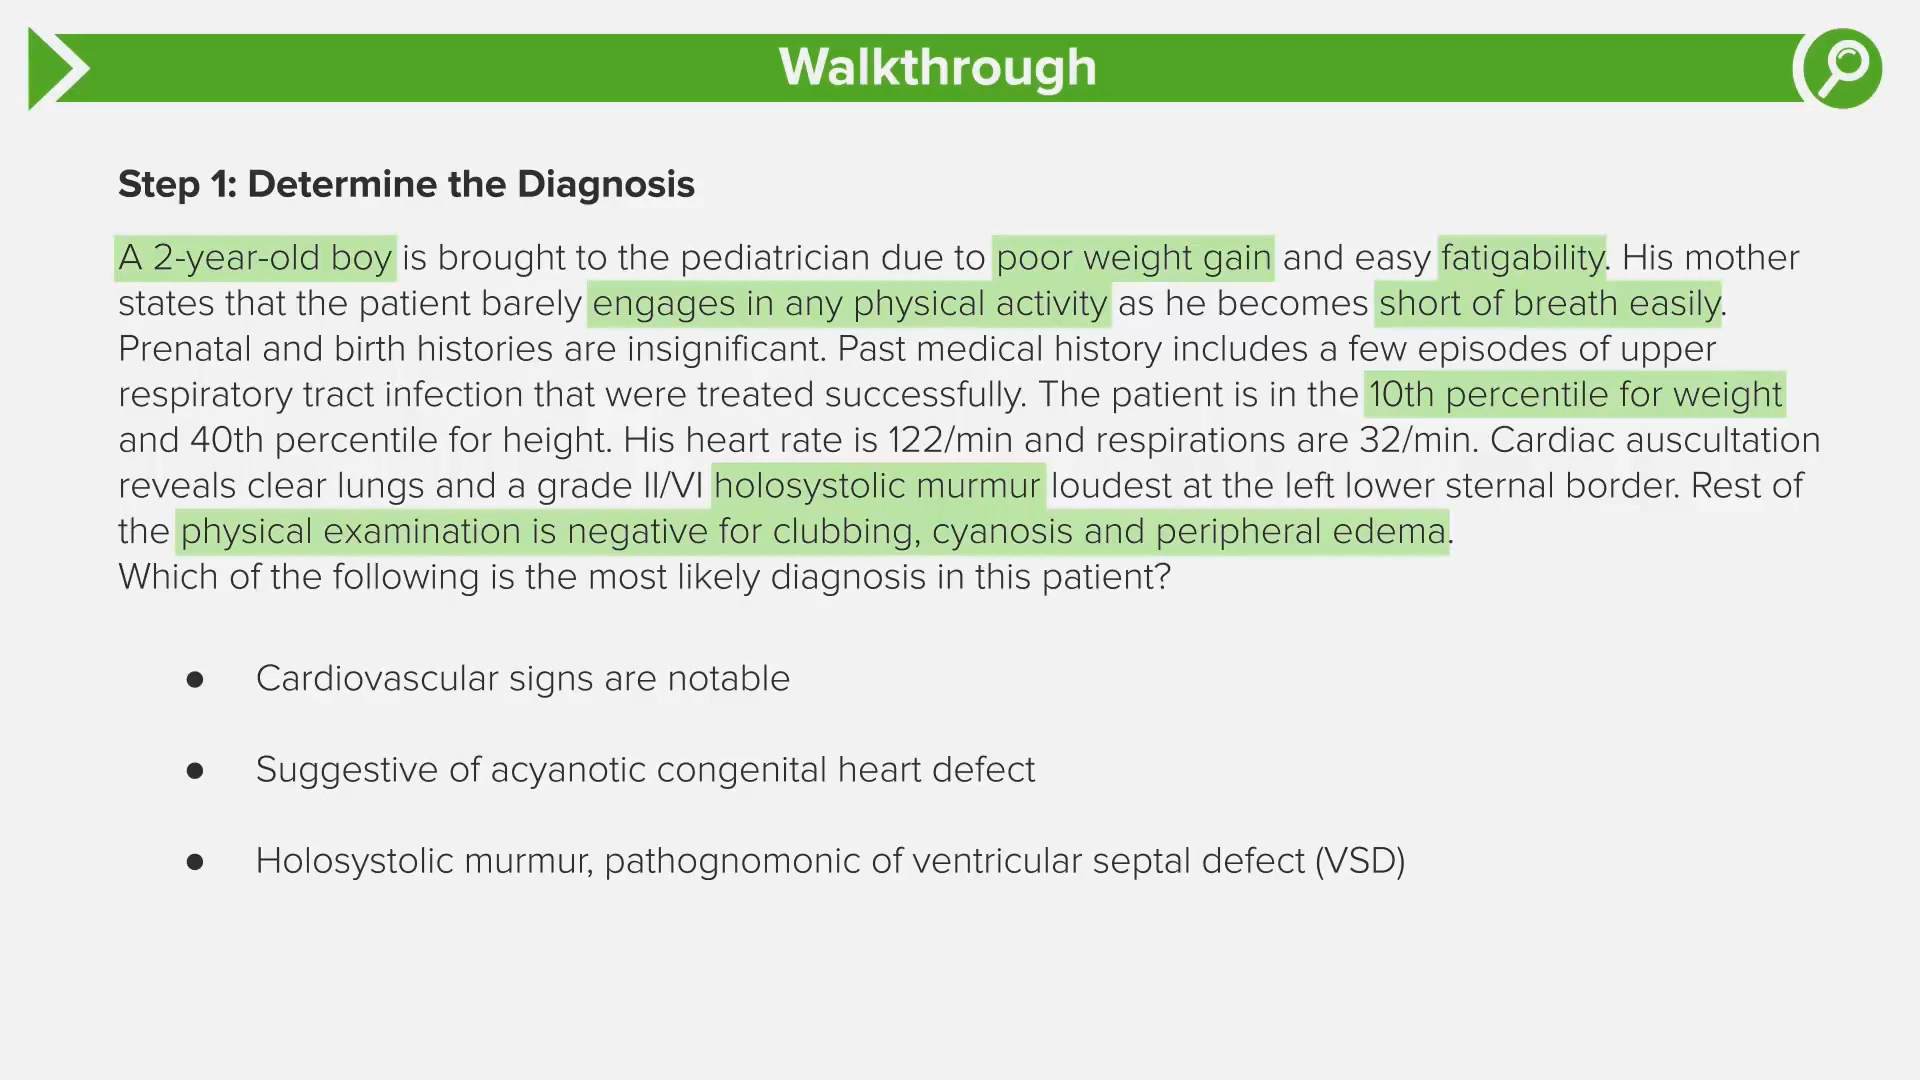 Walkthrough
Step 1: Determine the Diagnosis
A 2-year-old boy is brought to the pediatrician due to poor weight gain and easy fatigability. His mother
states that the patient barely engages in any physical activity as he becomes short of breath easily.
Prenatal and birth histories are insignificant. Past medical history includes a few episodes of upper
respiratory tract infection that were treated successfully. The patient is in the 10th percentile for weight
and 40th percentile for height. His heart rate is 122/min and respirations are 32/min. Cardiac auscultation
reveals clear lungs and a grade II/VI holosystolic murmur loudest at the left lower sternal border. Rest of
the physical examination is negative for clubbing, cyanosis and peripheral edema.
Which of the following is the most likely diagnosis in this patient?
● Cardiovascular signs are notable
● Suggestive of acyanotic congenital heart defect
● Holosystolic murmur, pathognomonic of ventricular septal defect (VSD)